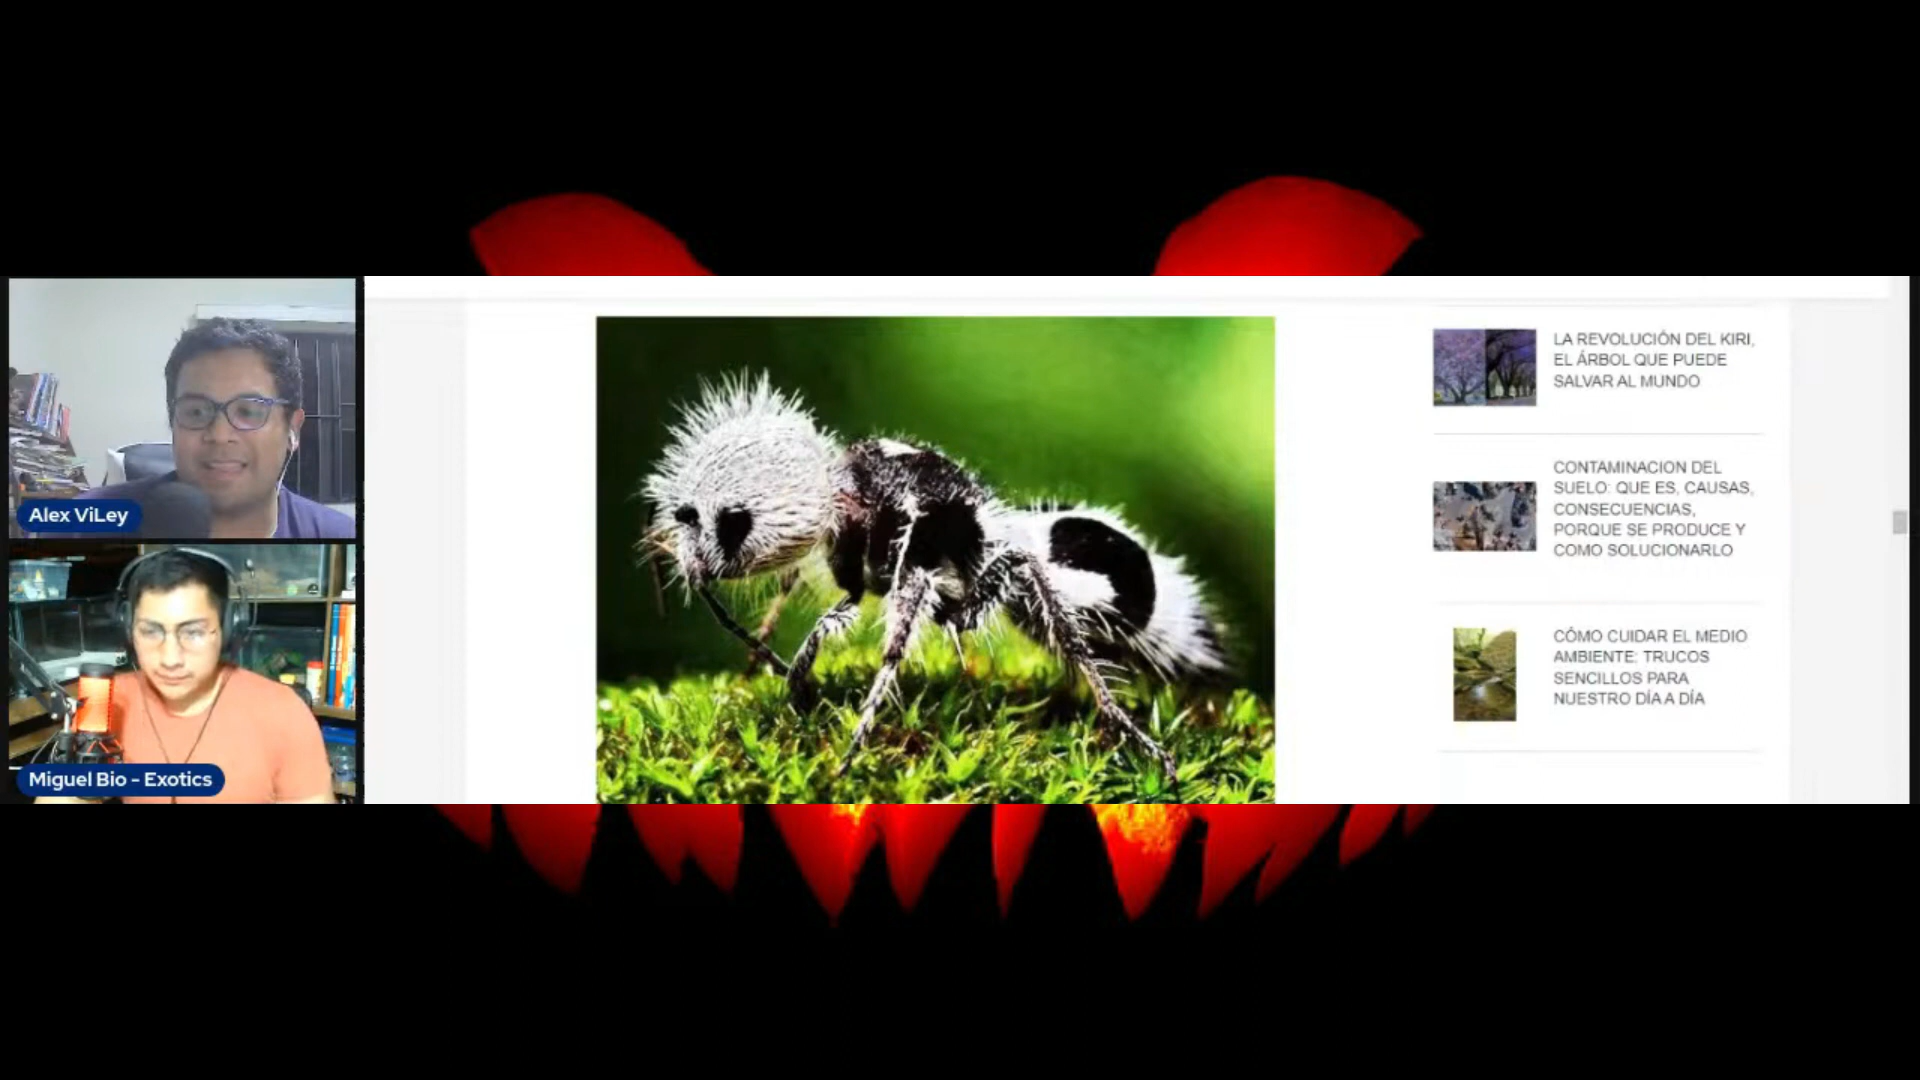 Alex ViLey
Miguel Bio - Exotics
LA REVOLUCIÓN DEL KIRI,
EL ÁRBOL QUE PUEDE
SALVAR AL MUNDO
CONTAMINACION DEL
SUELO: QUE ES, CAUSAS,
CONSECUENCIAS,
PORQUE SE PRODUCE Y
COMO SOLUCIONARLO
CÓMO CUIDAR EL MEDIO
AMBIENTE: TRUCOS
SENCILLOS PARA
NUESTRO DÍA A DÍA